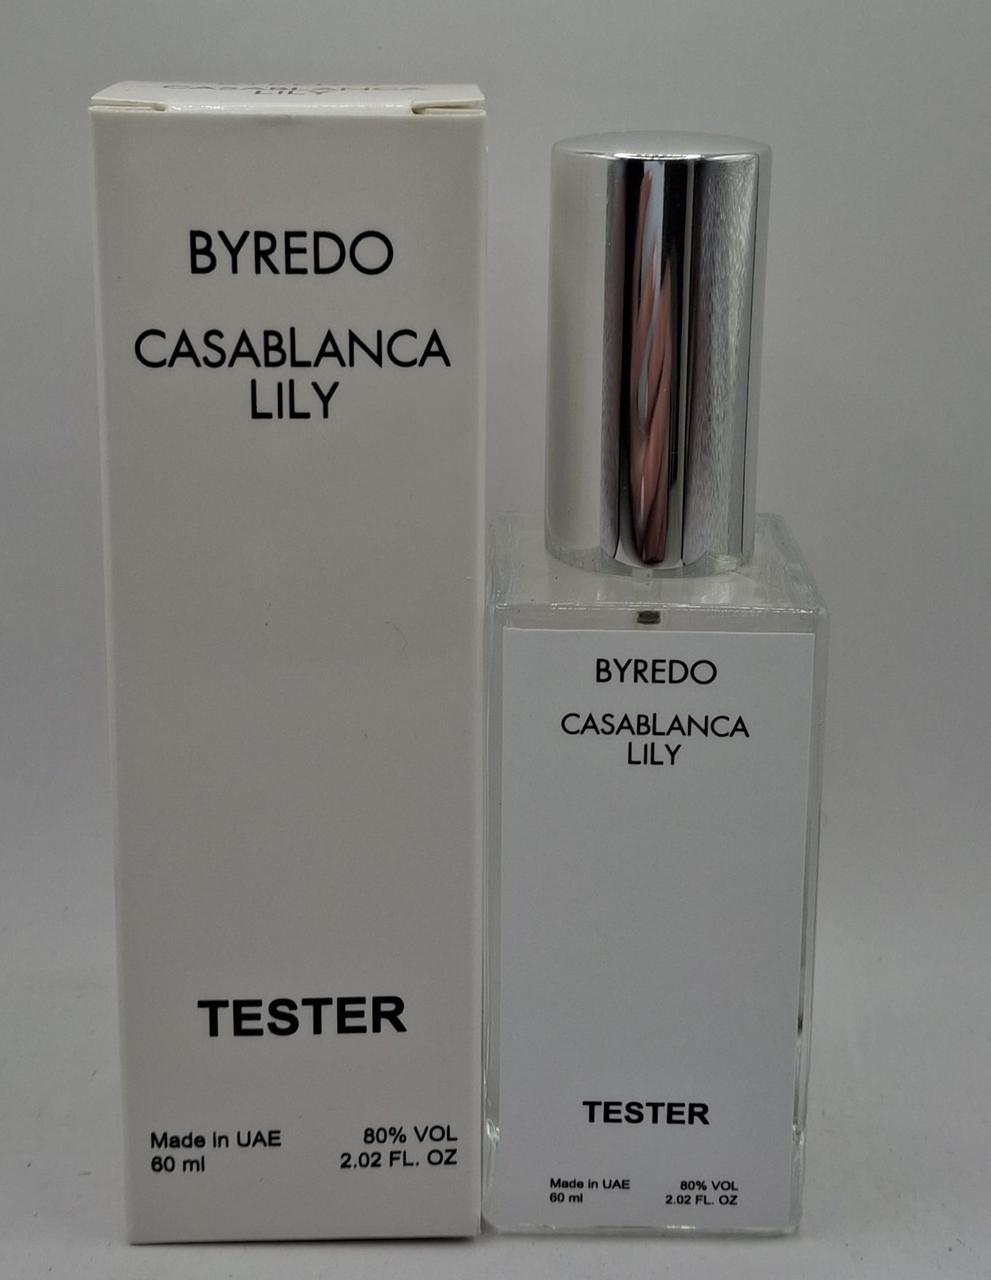 CASABLANCA
LILY
BYREDO
CASABLANCA
LILY
TESTER
Made in UAE
60 ml
80% VOL
2.02 FL. OZ
BYREDO
CASABLANCA
LILY
TESTER
Made in UAE
60 ml
80% VOL
2.02 FL. OZ